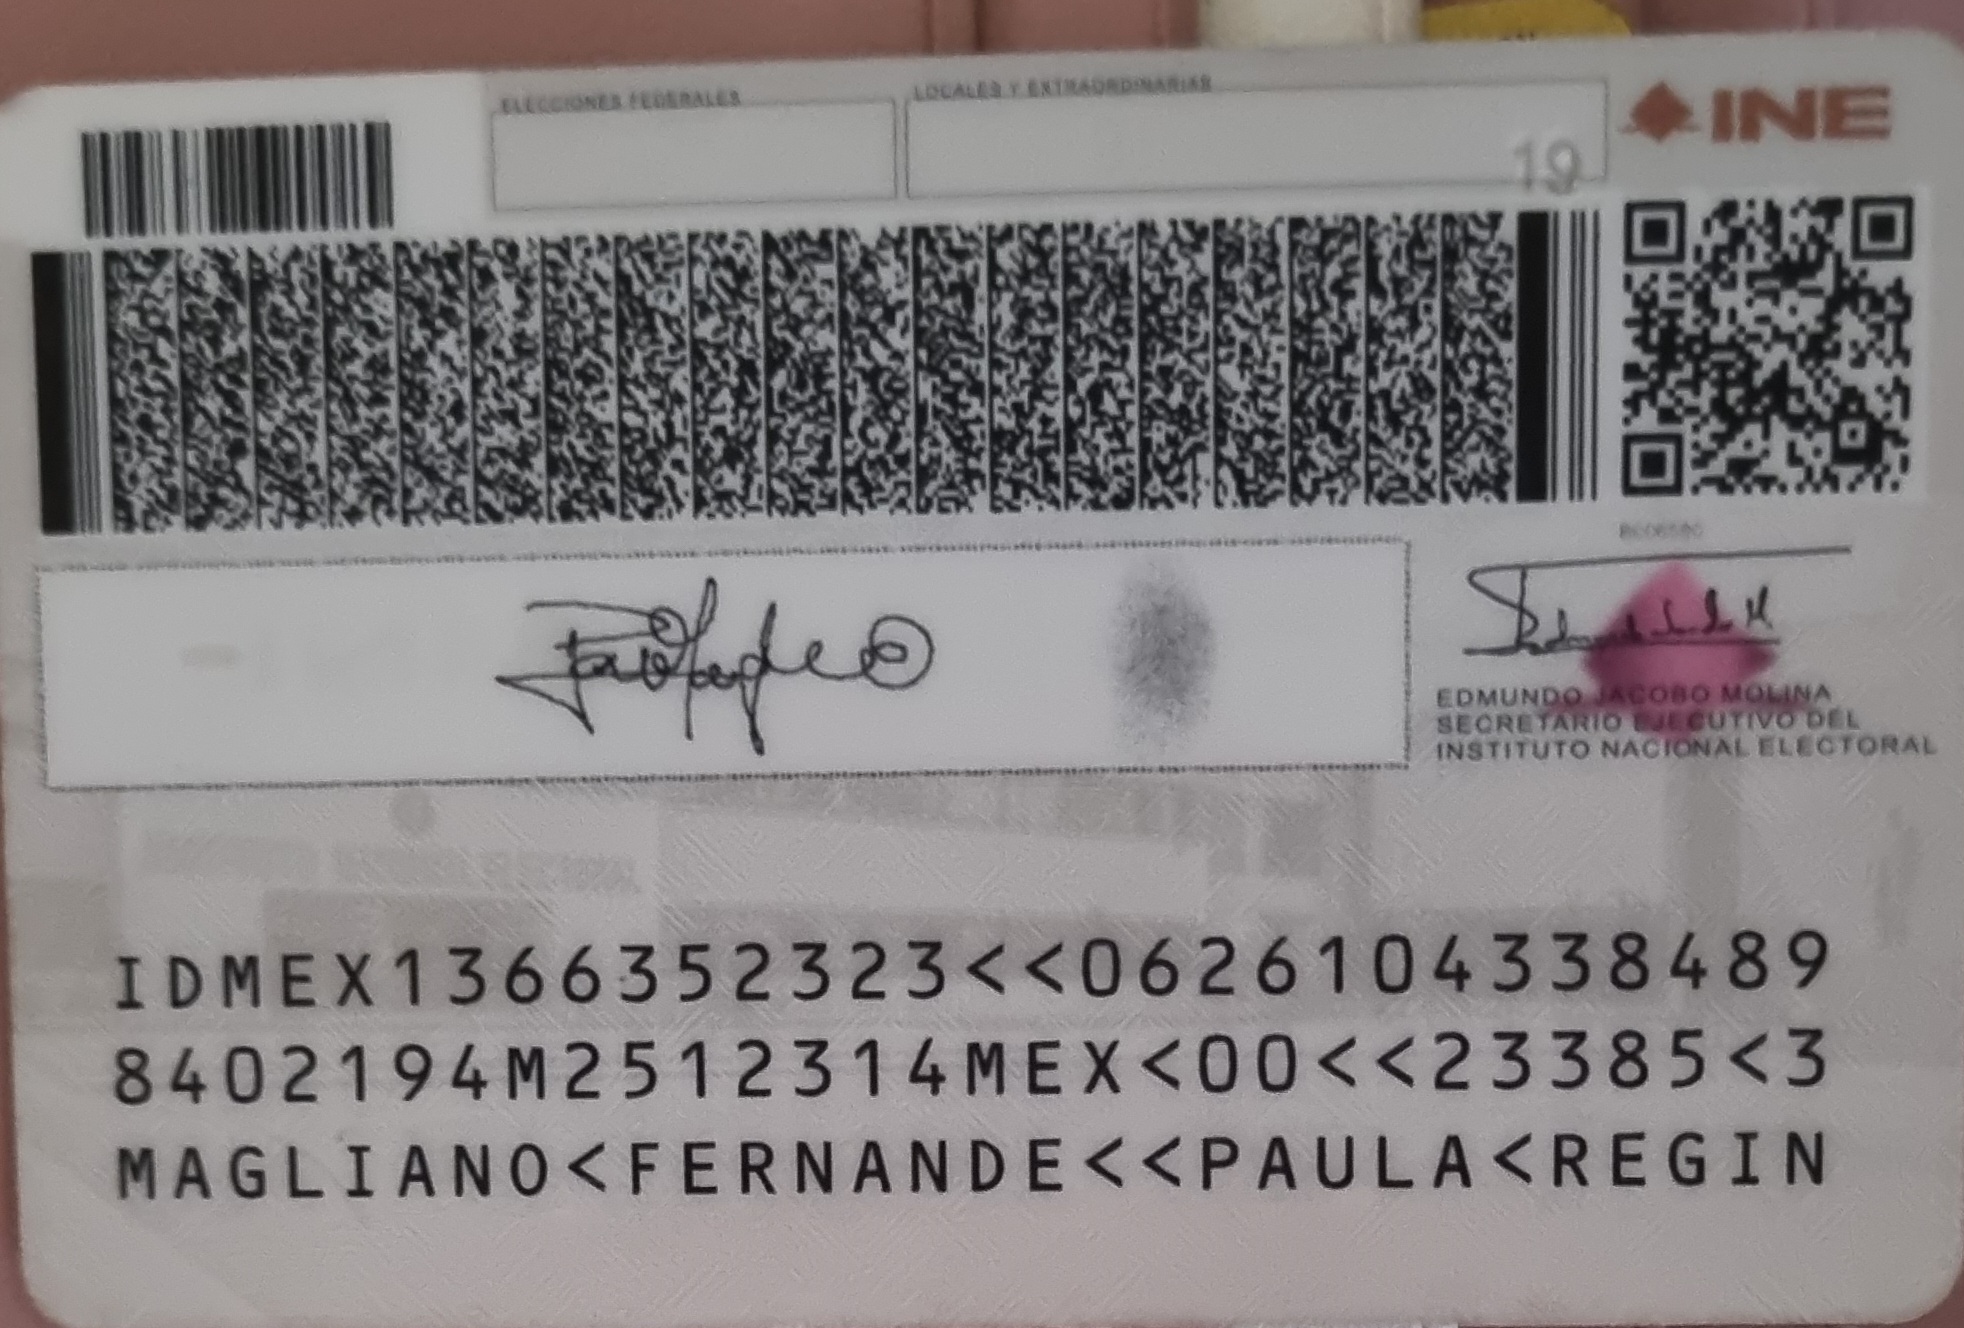 ELECCIONES FEDERALES
LOCALES Y EXTRAORDINARIAS
INE
19
EDMUNDO JACOBO MOLINA
SECRETARIO EJECUTIVO DEL
INSTITUTO NACIONAL ELECTORAL
IDMEX1366352323<<0626104338489
8402194M2512314MEX<00<<23385<3
MAGLIANO<FERNANDE<<PAULA<REGIN